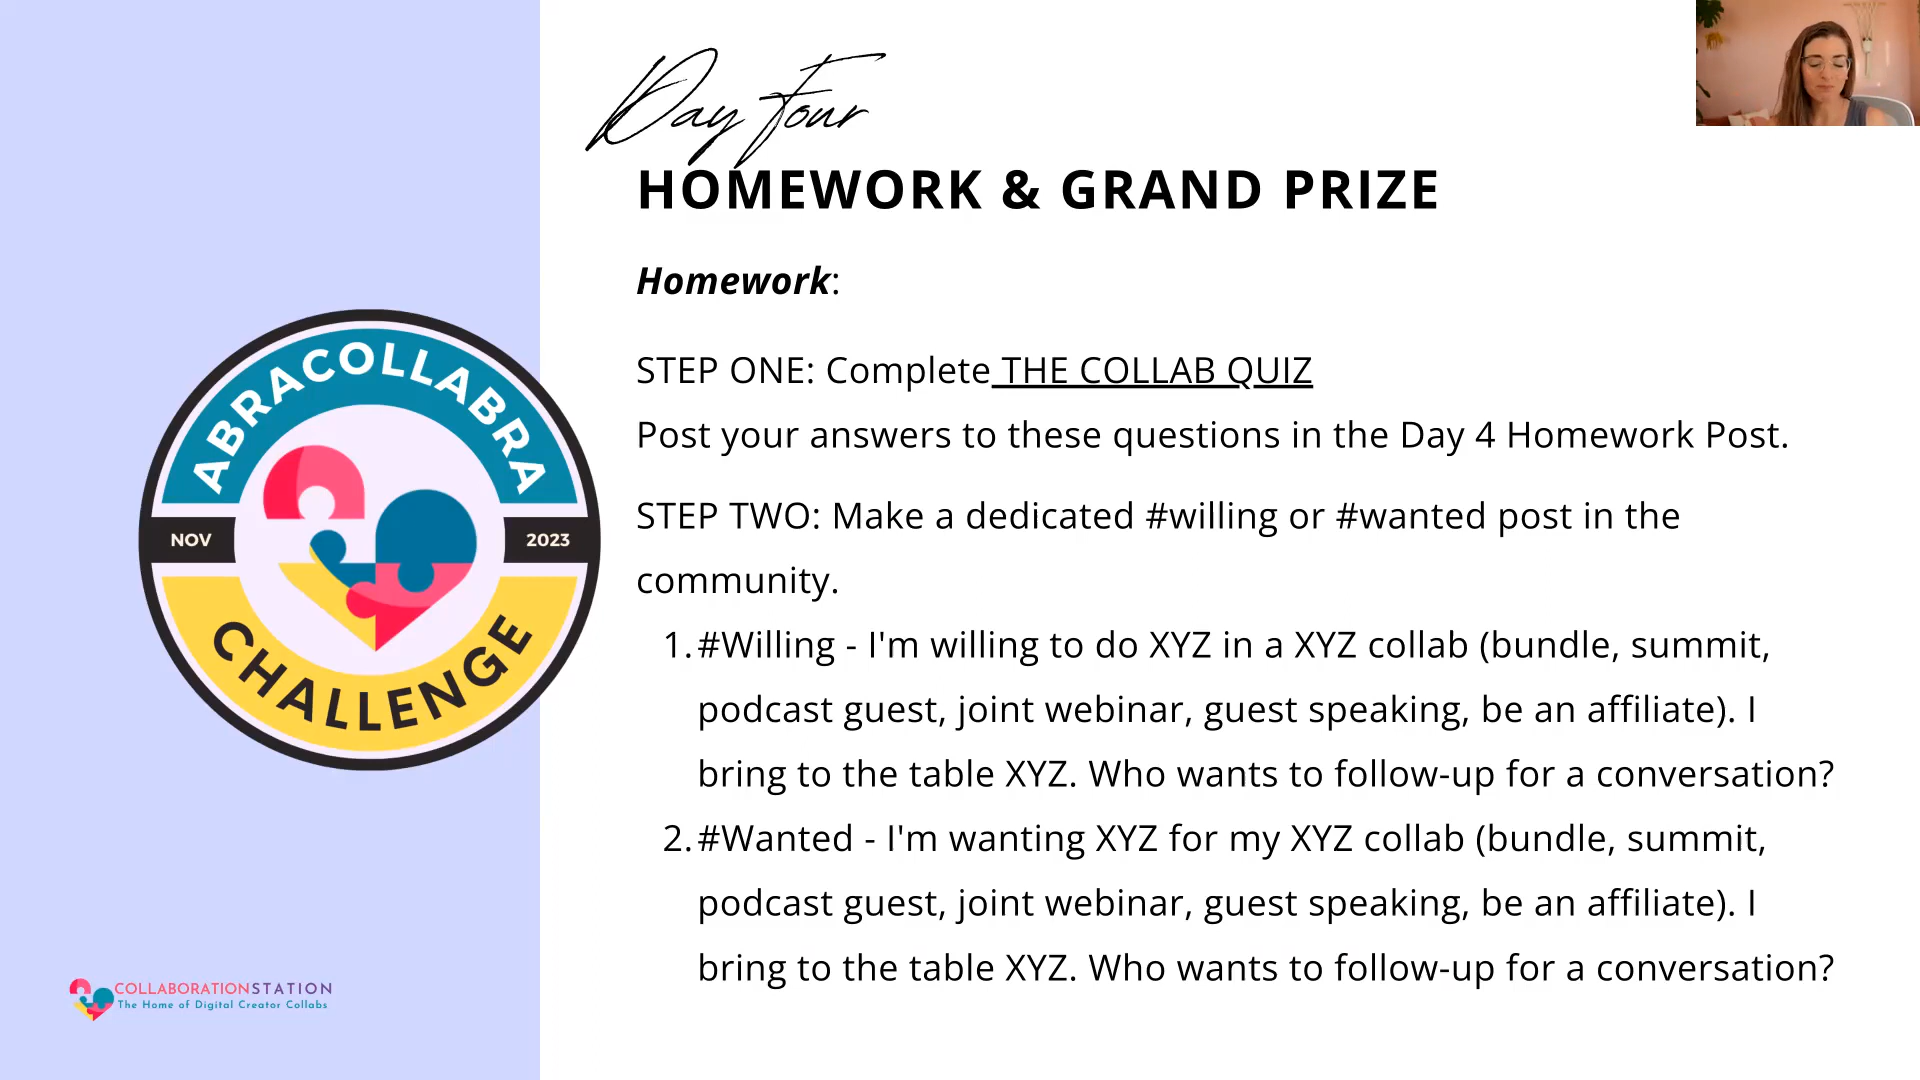 Day Four
HOMEWORK & GRAND PRIZE
Homework:
STEP ONE: Complete THE COLLAB QUIZ
Post your answers to these questions in the Day 4 Homework Post.
STEP TWO: Make a dedicated #willing or #wanted post in the
community.
1. #Willing - I'm willing to do XYZ in a XYZ collab (bundle, summit,
podcast guest, joint webinar, guest speaking, be an affiliate). I
bring to the table XYZ. Who wants to follow-up for a conversation?
2. #Wanted - I'm wanting XYZ for my XYZ collab (bundle, summit,
podcast guest, joint webinar, guest speaking, be an affiliate). I
bring to the table XYZ. Who wants to follow-up for a conversation?
ABRACOLLABRA
NOV 2023
CHALLENGE
COLLABORATIONSTATION
The Home of Digital Creator Collabs